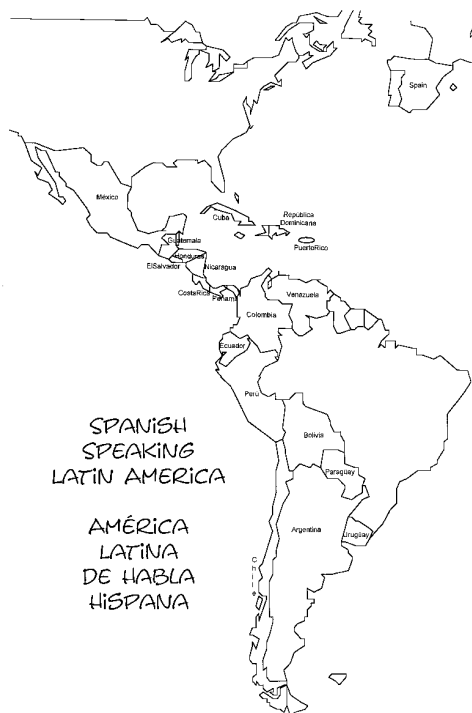 Spain
México
Cuba
República
Dominicana
PuertoRico
Guatemala
Honduras
ElSalvador
Nicaragua
CostaRica
Panamá
Venezuela
Colombia
Ecuador
Perú
Bolivia
Paraguay
Argentina
Uruguay
Chile
SPANISH
SPEAKING
LATIN AMERICA
AMÉRICA
LATINA
DE HABLA
HISPANA